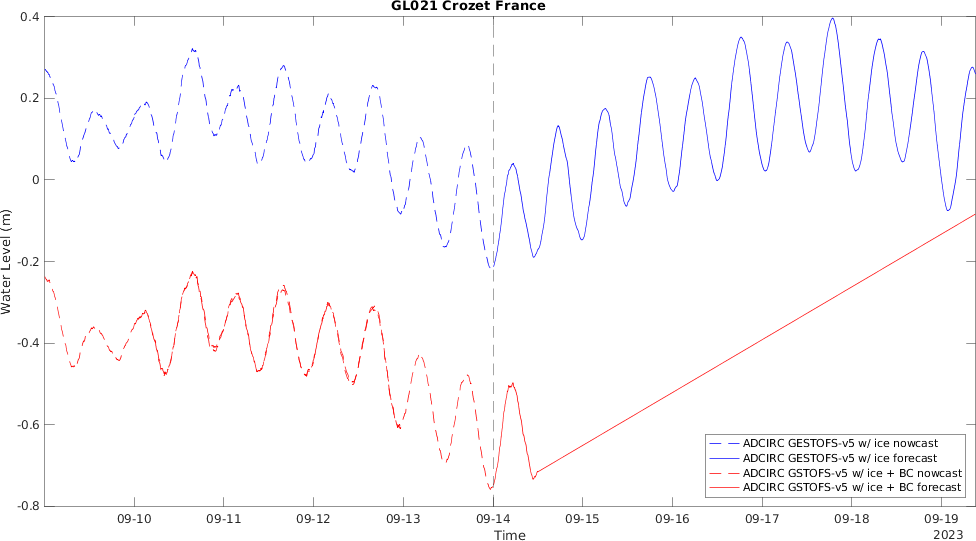 GL021 Crozet France
Water Level (m)
0.4
0.2
0
-0.2
-0.4
-0.6
-0.8
09-10 09-11 09-12 09-13 09-14 09-15 09-16 09-17 09-18 09-19
Time
2023
ADCIRC GESTOFS-v5 w/ ice nowcast
ADCIRC GESTOFS-v5 w/ ice forecast
ADCIRC GSTOFS-v5 w/ ice + BC nowcast
ADCIRC GSTOFS-v5 w/ ice + BC forecast